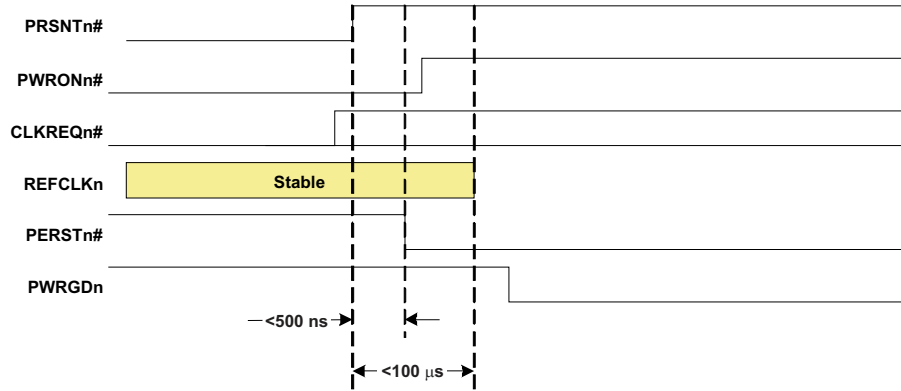 PRSNTn#
PWRONn#
CLKREQn#
REFCLKn
Stable
PERSTn#
PWRGDn
<500 ns
<100 μs